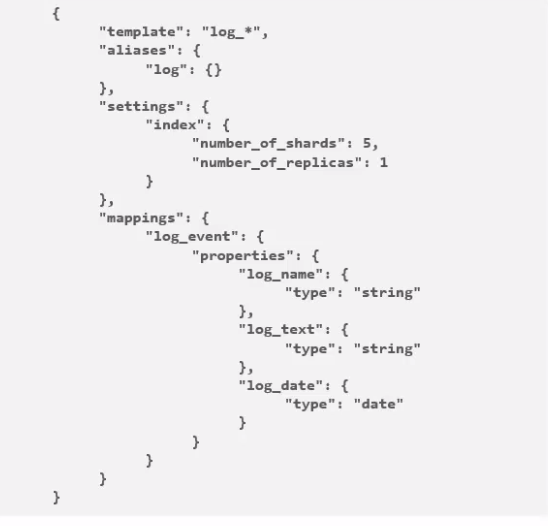 {
"template": "log_*",
"aliases": {
"log": {}
},
"settings": {
"index": {
"number_of_shards": 5,
"number_of_replicas": 1
}
},
"mappings": {
"log_event": {
"properties": {
"log_name": {
"type": "string"
},
"log_text": {
"type": "string"
},
"log_date": {
"type": "date"
}
}
}
}
}